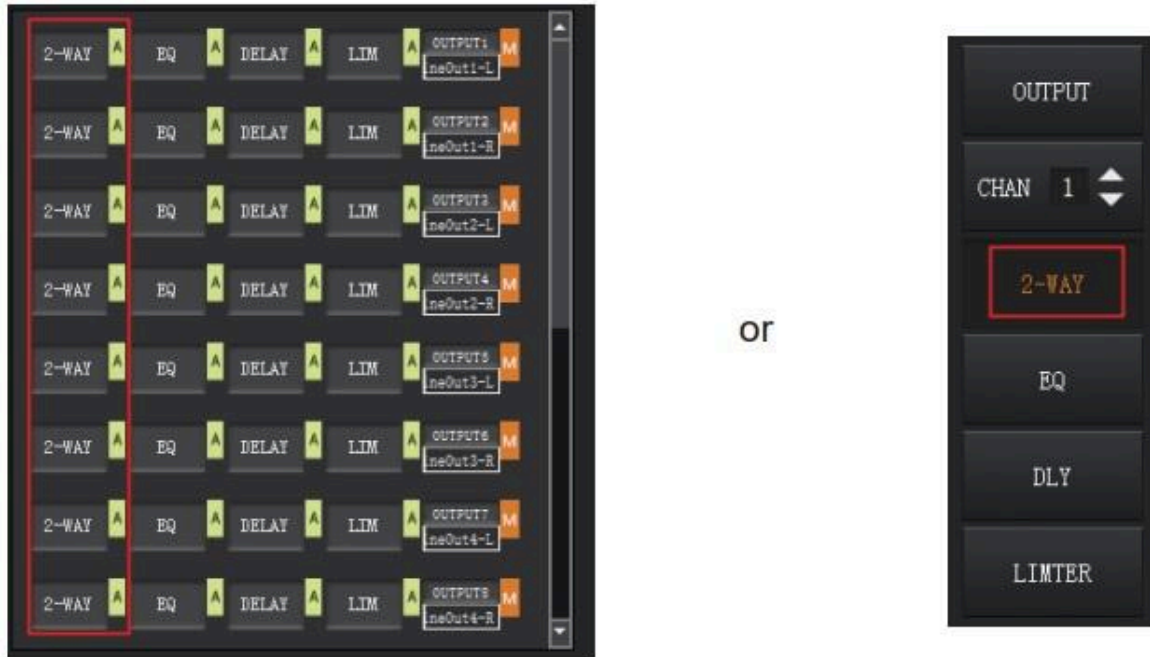 2-WAY A EQ A DELAY A LIM A OUTPUT1 M
neOut1-L
2-WAY A EQ A DELAY A LIM A OUTPUT2 M
neOut1-R
2-WAY A EQ A DELAY A LIM A OUTPUT3 M
neOut2-L
2-WAY A EQ A DELAY A LIM A OUTPUT4 M
neOut2-R
2-WAY A EQ A DELAY A LIM A OUTPUT5 M
neOut3-L
2-WAY A EQ A DELAY A LIM A OUTPUT6 M
neOut3-R
2-WAY A EQ A DELAY A LIM A OUTPUT7 M
neOut4-L
2-WAY A EQ A DELAY A LIM A OUTPUT8 M
neOut4-R
or
OUTPUT
CHAN 1
2-WAY
EQ
DLY
LIMTER